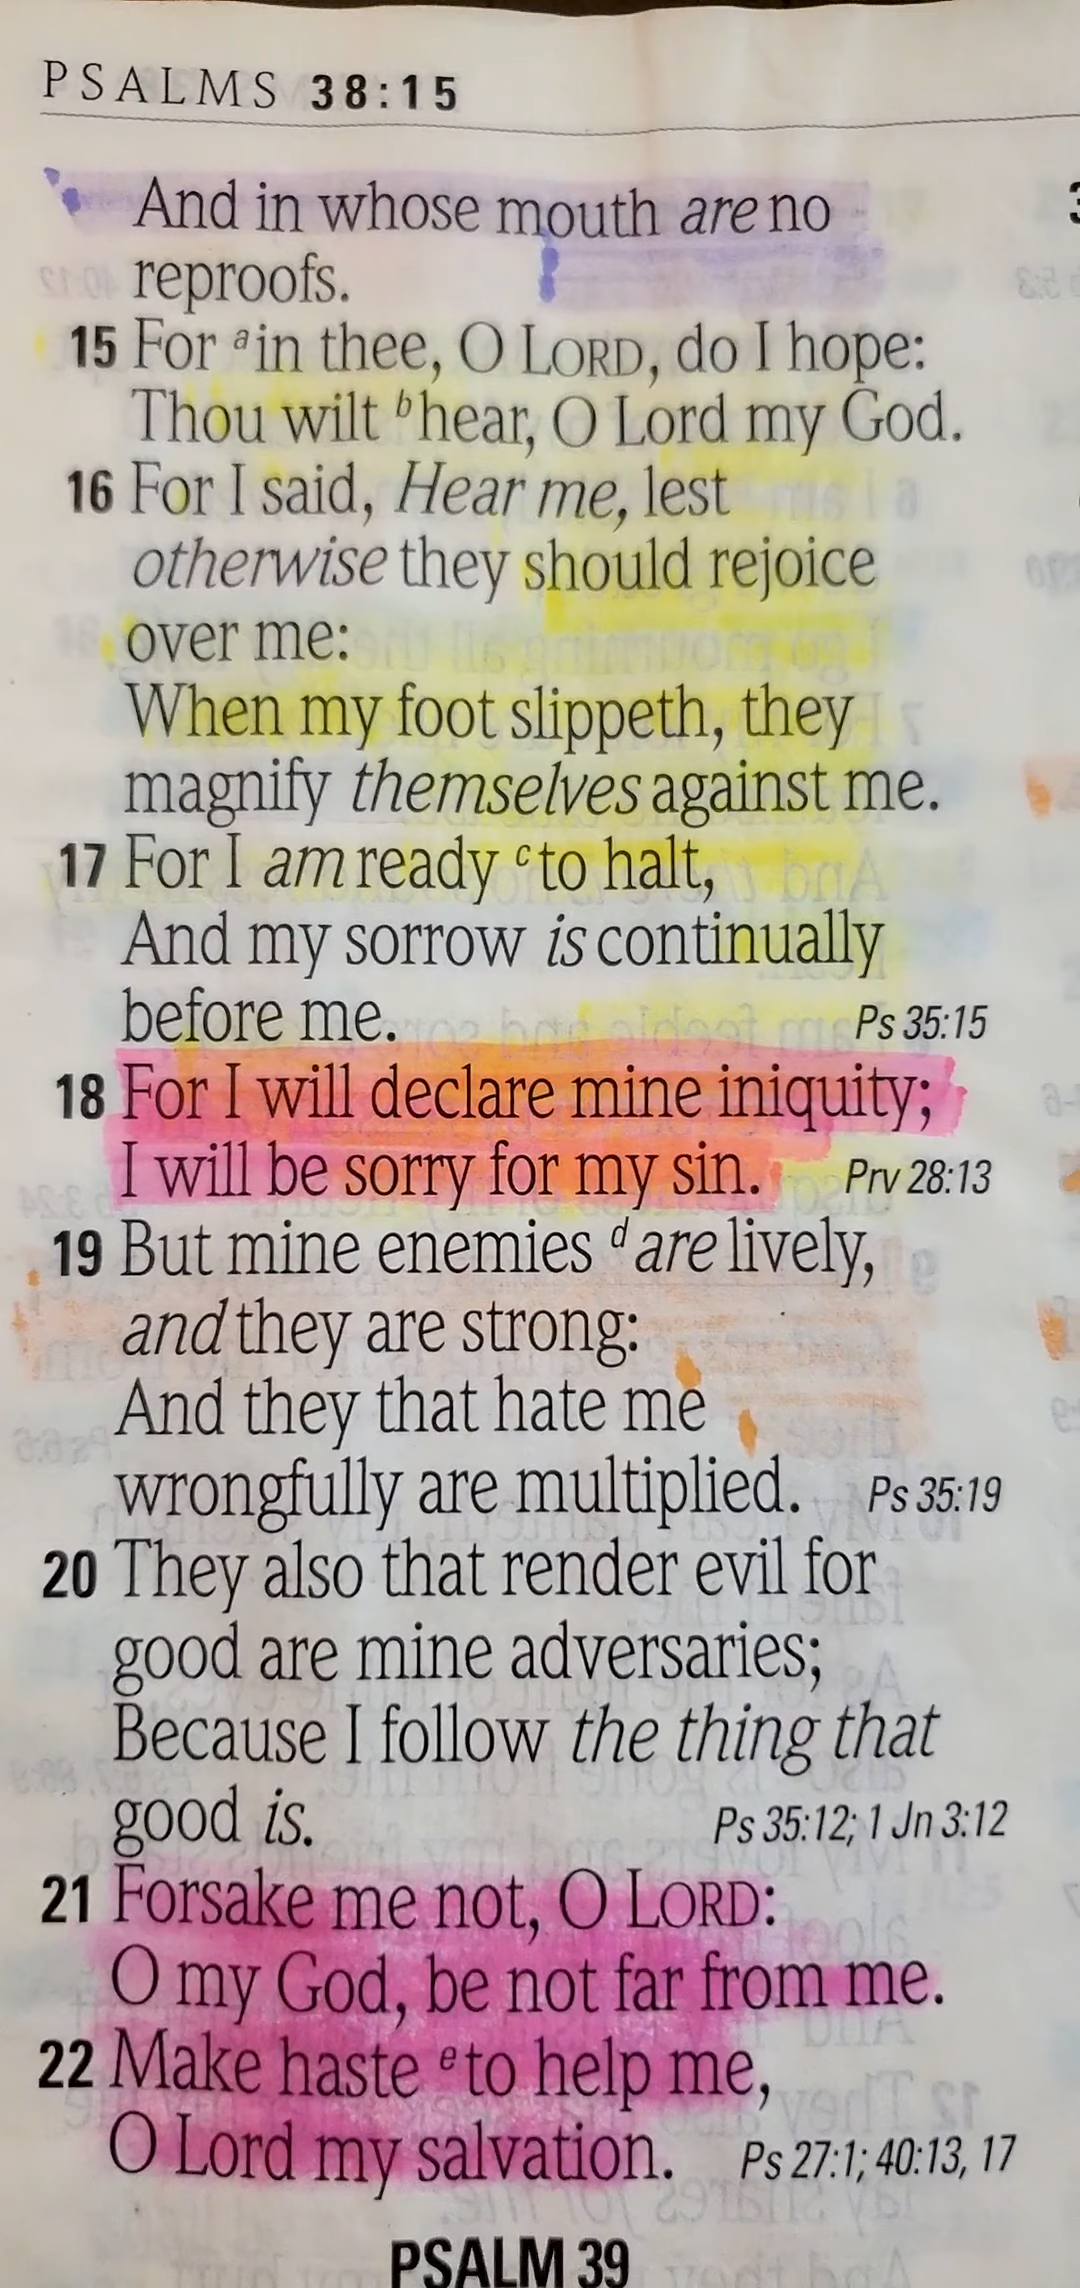 PSALMS 38:15
And in whose mouth are no
reproofs.
15 For a in thee, O LORD, do I hope:
Thou wilt b hear, O Lord my God.
16 For I said, Hear me, lest
otherwise they should rejoice
over me:
When my foot slippeth, they
magnify themselves against me.
17 For I am ready c to halt,
And my sorrow is continually
before me. Ps 35:15
18 For I will declare mine iniquity;
I will be sorry for my sin. Prv 28:13
19 But mine enemies d are lively,
and they are strong:
And they that hate me
wrongfully are multiplied. Ps 35:19
20 They also that render evil for
good are mine adversaries;
Because I follow the thing that
good is. Ps 35:12; 1 Jn 3:12
21 Forsake me not, O LORD:
O my God, be not far from me.
22 Make haste e to help me,
O Lord my salvation. Ps 27:1; 40:13, 17
PSALM 39